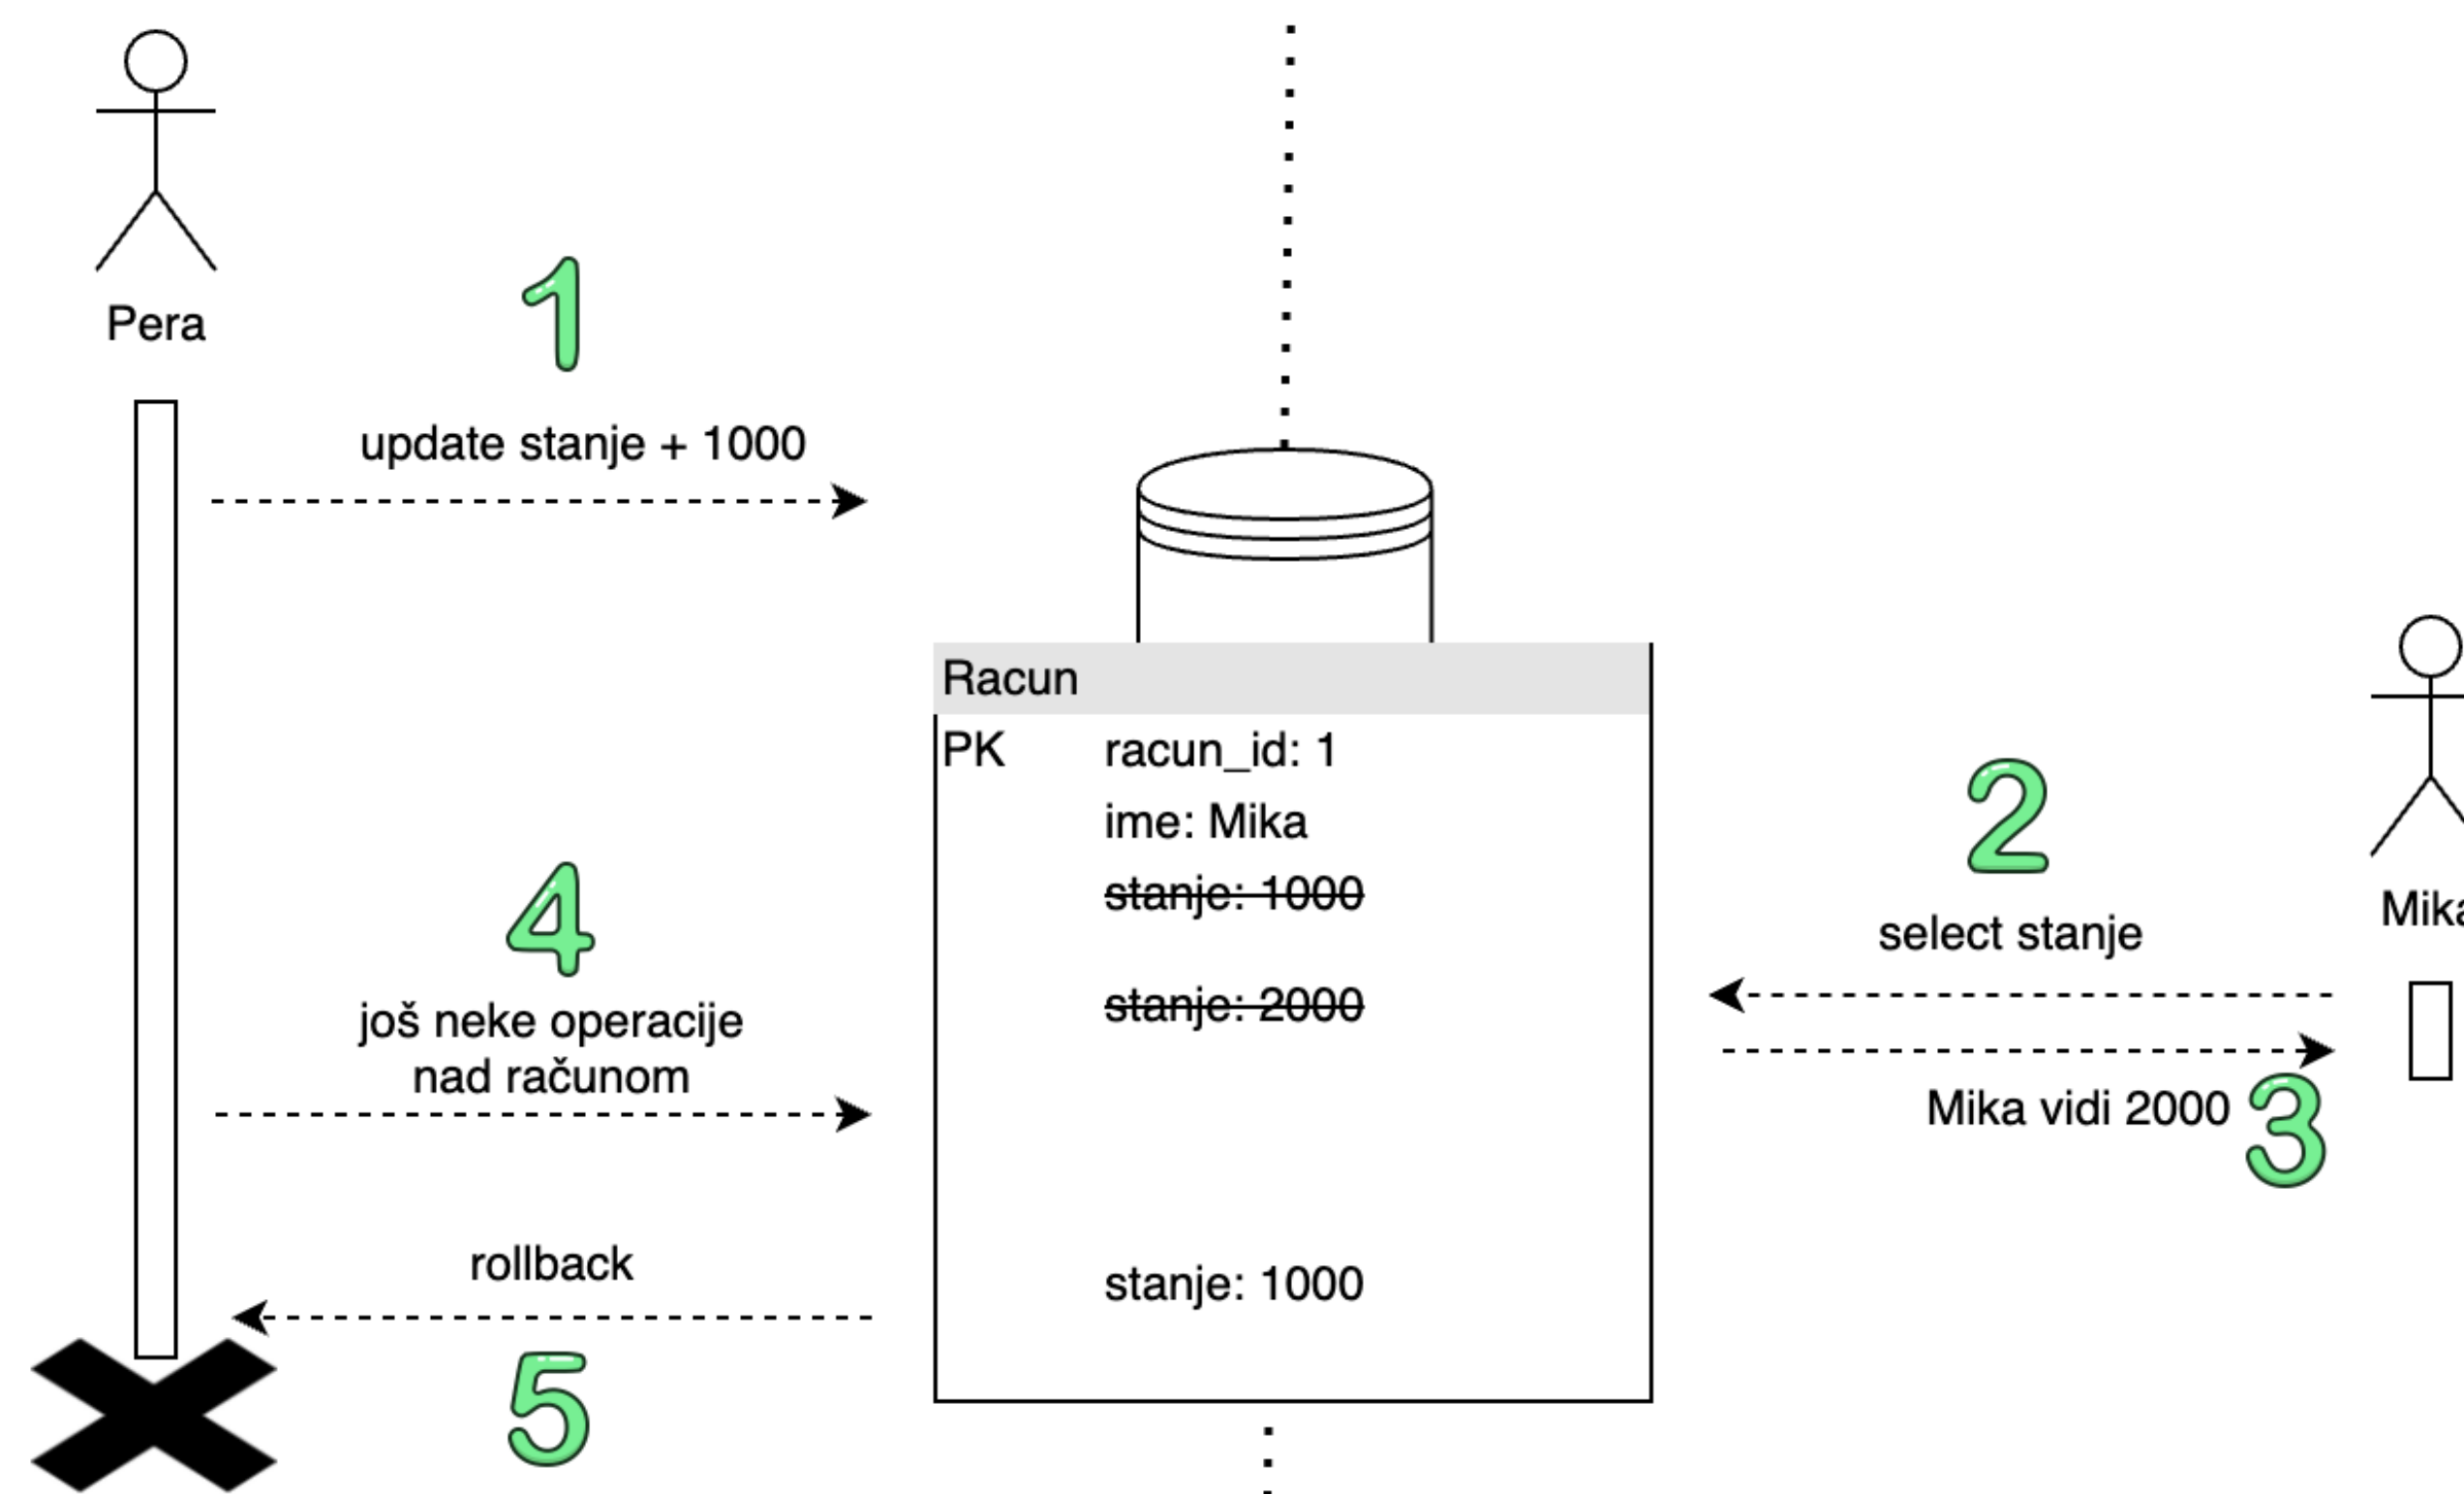 Pera
1
update stanje + 1000
Racun
PK racun_id: 1
ime: Mika
stanje: 1000
stanje: 2000
stanje: 1000
2
Mika
select stanje
Mika vidi 2000
3
4
još neke operacije
nad računom
rollback
5